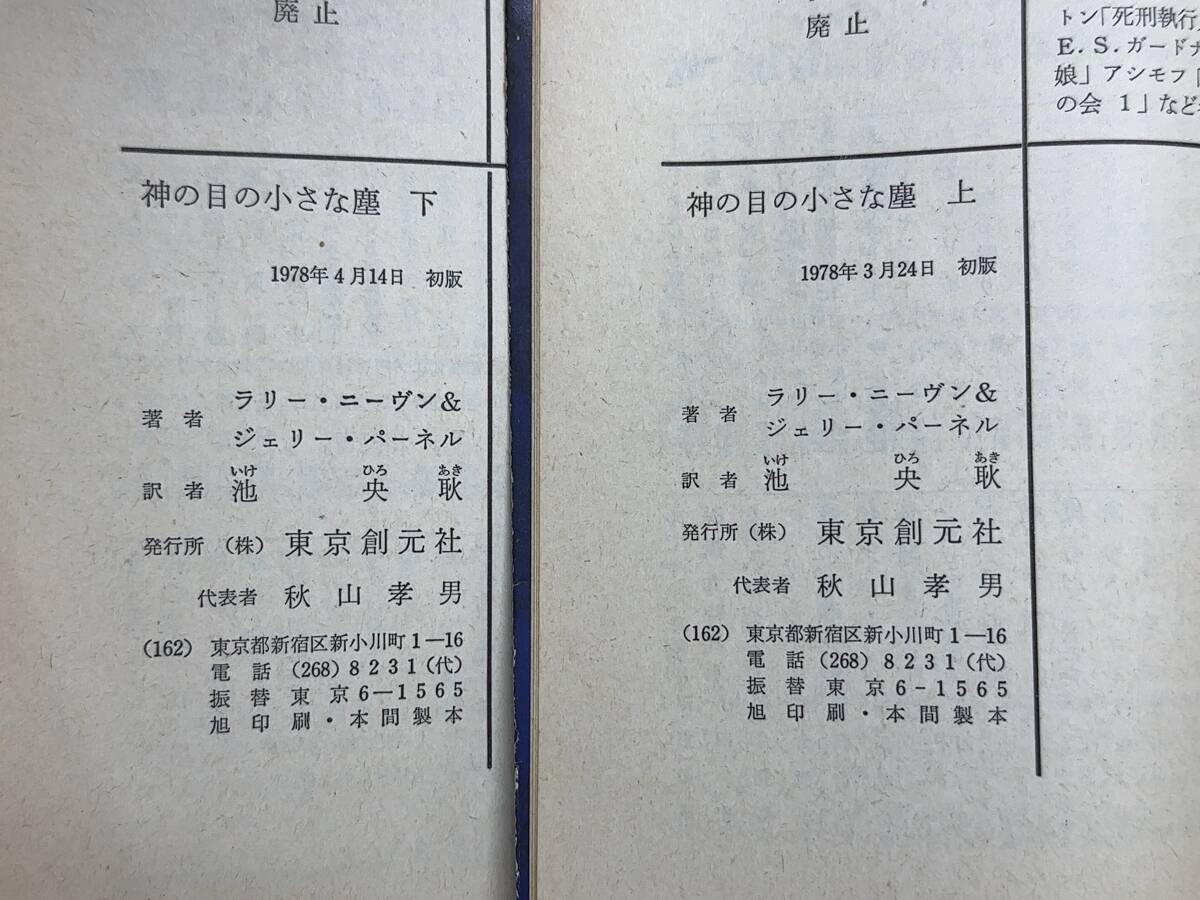 廃止
神の目の小さな塵 下
1978年4月14日 初版
著者 ラリー・ニーヴン&
ジェリー・パーネル
いけ ひろ あき
訳者 池 央 耿
発行所 (株) 東京創元社
代表者 秋山孝男
(162) 東京都新宿区新小川町1―16
電話 (268) 8231 (代)
振替 東京6―1565
旭印刷・本間製本
廃止
神の目の小さな塵 上
1978年3月24日 初版
著者 ラリー・ニーヴン&
ジェリー・パーネル
いけ ひろ あき
訳者 池 央 耿
発行所 (株) 東京創元社
代表者 秋山孝男
(162) 東京都新宿区新小川町1―16
電話 (268) 8231 (代)
振替 東京6－1565
旭印刷・本間製本
トン「死刑執行
E.S.ガードナ
娘」アシモフ「
の会 1」など